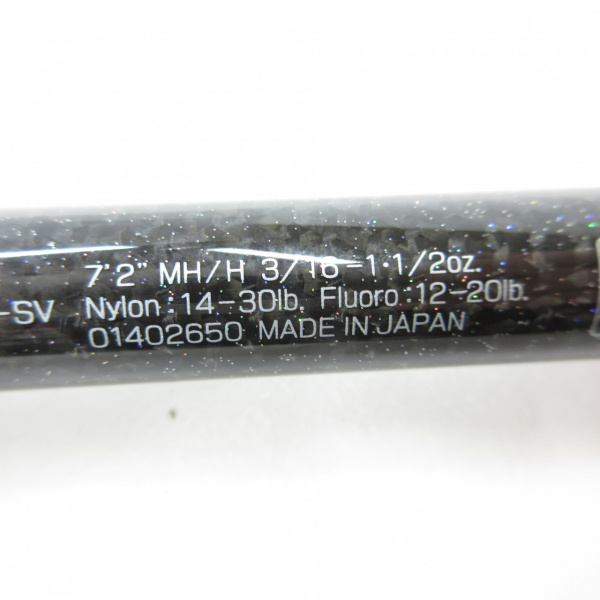 7'2" MH/H 3/16-1·1/2oz.
-SV Nylon:14-30lb. Fluoro:12-20lb.
01402650 MADE IN JAPAN